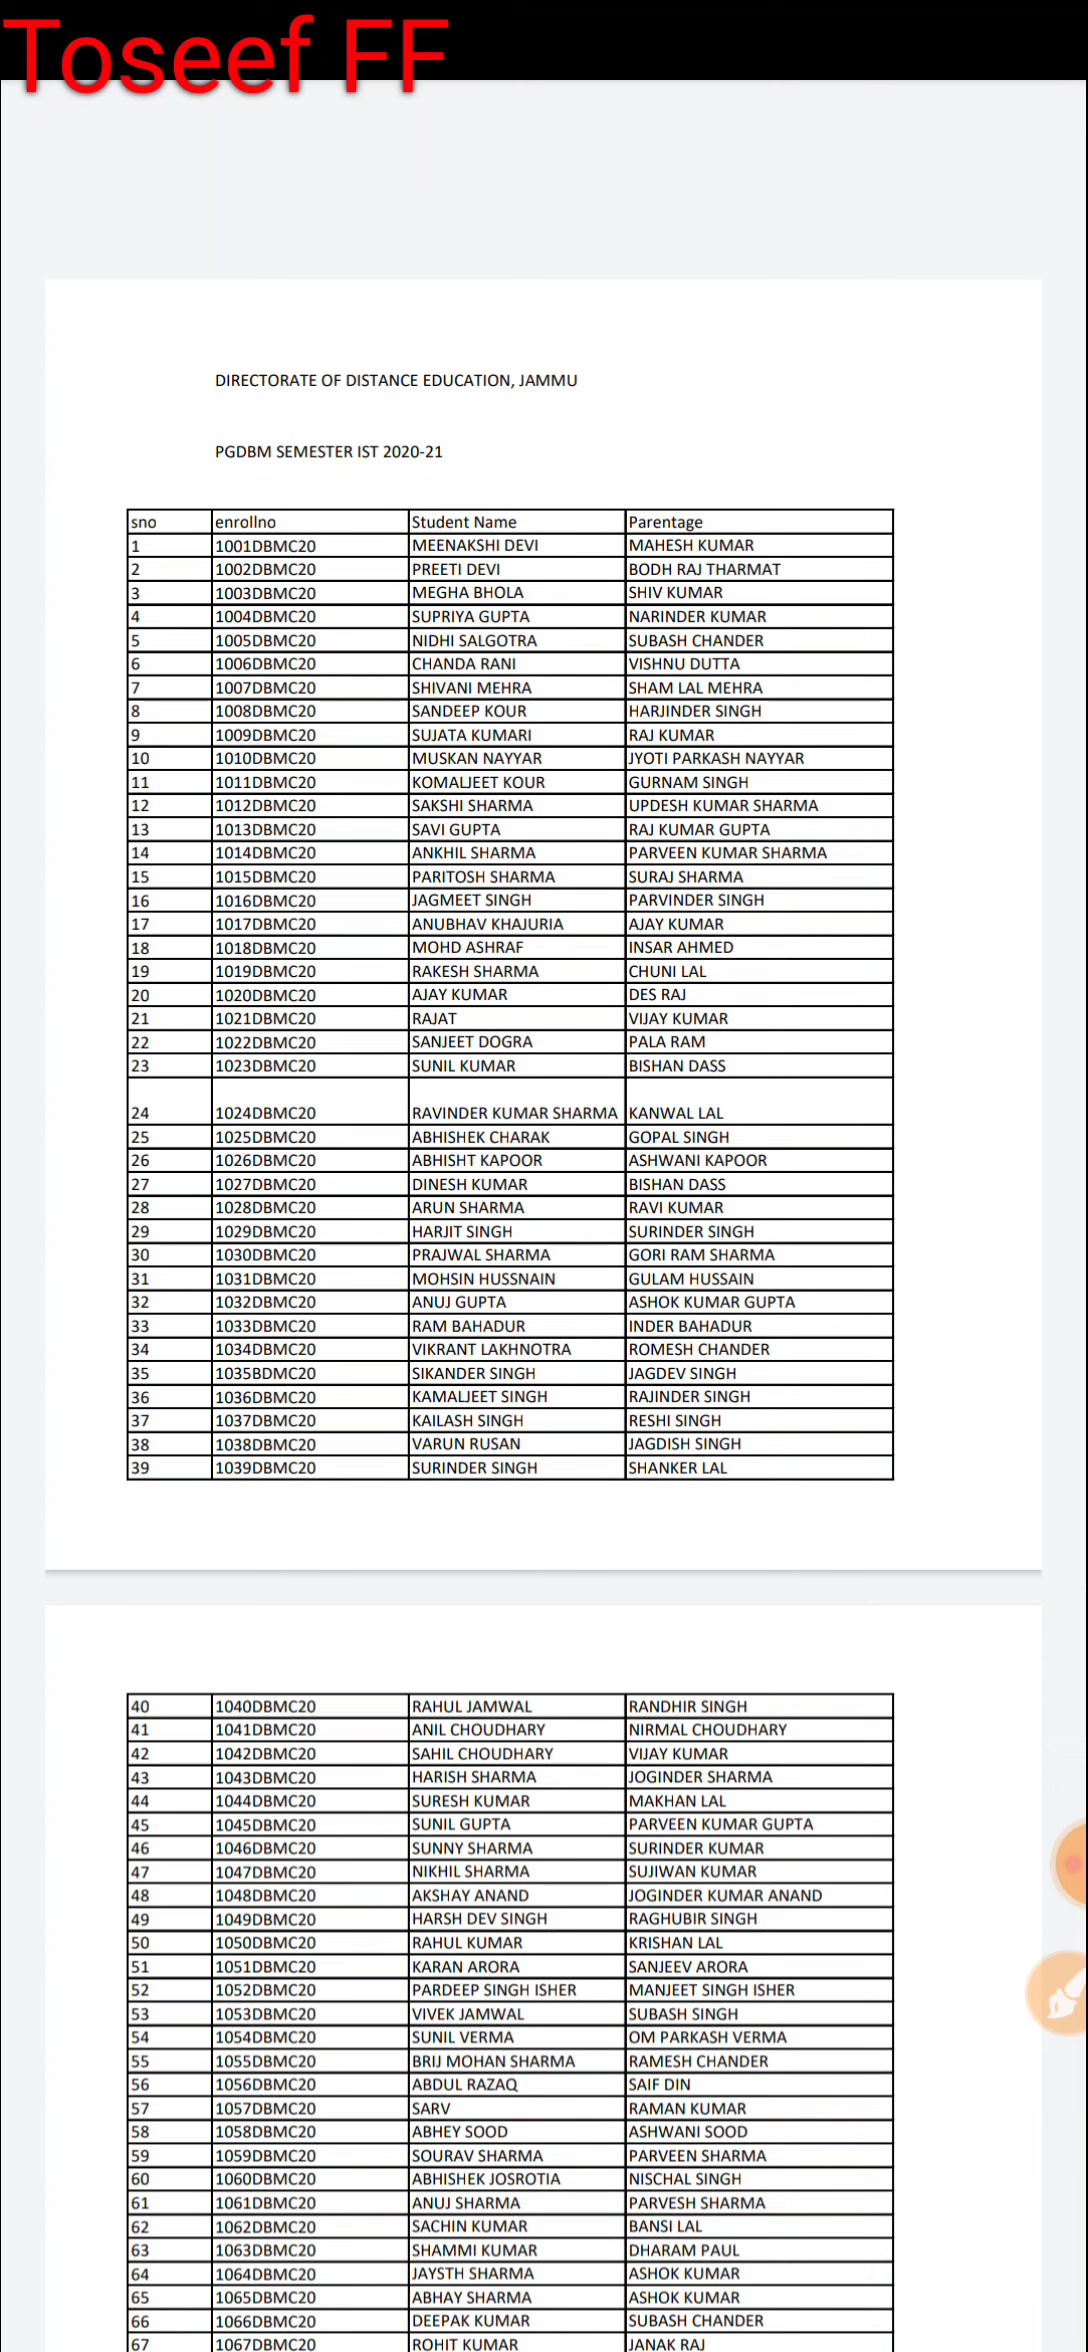 Toseef FF
DIRECTORATE OF DISTANCE EDUCATION, JAMMU
PGDBM SEMESTER IST 2020-21
sno enrollno Student Name Parentage
1 1001DBMC20 MEENAKSHI DEVI MAHESH KUMAR
2 1002DBMC20 PREETI DEVI BODH RAJ THARMAT
3 1003DBMC20 MEGHA BHOLA SHIV KUMAR
4 1004DBMC20 SUPRIYA GUPTA NARINDER KUMAR
5 1005DBMC20 NIDHI SALGOTRA SUBASH CHANDER
6 1006DBMC20 CHANDA RANI VISHNU DUTTA
7 1007DBMC20 SHIVANI MEHRA SHAM LAL MEHRA
8 1008DBMC20 SANDEEP KOUR HARJINDER SINGH
9 1009DBMC20 SUJATA KUMARI RAJ KUMAR
10 1010DBMC20 MUSKAN NAYYAR JYOTI PARKASH NAYYAR
11 1011DBMC20 KOMALJEET KOUR GURNAM SINGH
12 1012DBMC20 SAKSHI SHARMA UPDESH KUMAR SHARMA
13 1013DBMC20 SAVI GUPTA RAJ KUMAR GUPTA
14 1014DBMC20 ANKHIL SHARMA PARVEEN KUMAR SHARMA
15 1015DBMC20 PARITOSH SHARMA SURAJ SHARMA
16 1016DBMC20 JAGMEET SINGH PARVINDER SINGH
17 1017DBMC20 ANUBHAV KHAJURIA AJAY KUMAR
18 1018DBMC20 MOHD ASHRAF INSAR AHMED
19 1019DBMC20 RAKESH SHARMA CHUNI LAL
20 1020DBMC20 AJAY KUMAR DES RAJ
21 1021DBMC20 RAJAT VIJAY KUMAR
22 1022DBMC20 SANJEET DOGRA PALA RAM
23 1023DBMC20 SUNIL KUMAR BISHAN DASS
24 1024DBMC20 RAVINDER KUMAR SHARMA KANWAL LAL
25 1025DBMC20 ABHISHEK CHARAK GOPAL SINGH
26 1026DBMC20 ABHISHT KAPOOR ASHWANI KAPOOR
27 1027DBMC20 DINESH KUMAR BISHAN DASS
28 1028DBMC20 ARUN SHARMA RAVI KUMAR
29 1029DBMC20 HARJIT SINGH SURINDER SINGH
30 1030DBMC20 PRAJWAL SHARMA GORI RAM SHARMA
31 1031DBMC20 MOHSIN HUSSNAIN GULAM HUSSAIN
32 1032DBMC20 ANUJ GUPTA ASHOK KUMAR GUPTA
33 1033DBMC20 RAM BAHADUR INDER BAHADUR
34 1034DBMC20 VIKRANT LAKHNOTRA ROMESH CHANDER
35 1035BDMC20 SIKANDER SINGH JAGDEV SINGH
36 1036DBMC20 KAMALJEET SINGH RAJINDER SINGH
37 1037DBMC20 KAILASH SINGH RESHI SINGH
38 1038DBMC20 VARUN RUSAN JAGDISH SINGH
39 1039DBMC20 SURINDER SINGH SHANKER LAL
40 1040DBMC20 RAHUL JAMWAL RANDHIR SINGH
41 1041DBMC20 ANIL CHOUDHARY NIRMAL CHOUDHARY
42 1042DBMC20 SAHIL CHOUDHARY VIJAY KUMAR
43 1043DBMC20 HARISH SHARMA JOGINDER SHARMA
44 1044DBMC20 SURESH KUMAR MAKHAN LAL
45 1045DBMC20 SUNIL GUPTA PARVEEN KUMAR GUPTA
46 1046DBMC20 SUNNY SHARMA SURINDER KUMAR
47 1047DBMC20 NIKHIL SHARMA SUJIWAN KUMAR
48 1048DBMC20 AKSHAY ANAND JOGINDER KUMAR ANAND
49 1049DBMC20 HARSH DEV SINGH RAGHUBIR SINGH
50 1050DBMC20 RAHUL KUMAR KRISHAN LAL
51 1051DBMC20 KARAN ARORA SANJEEV ARORA
52 1052DBMC20 PARDEEP SINGH ISHER MANJEET SINGH ISHER
53 1053DBMC20 VIVEK JAMWAL SUBASH SINGH
54 1054DBMC20 SUNIL VERMA OM PARKASH VERMA
55 1055DBMC20 BRIJ MOHAN SHARMA RAMESH CHANDER
56 1056DBMC20 ABDUL RAZAQ SAIF DIN
57 1057DBMC20 SARV RAMAN KUMAR
58 1058DBMC20 ABHEY SOOD ASHWANI SOOD
59 1059DBMC20 SOURAV SHARMA PARVEEN SHARMA
60 1060DBMC20 ABHISHEK JOSROTIA NISCHAL SINGH
61 1061DBMC20 ANUJ SHARMA PARVESH SHARMA
62 1062DBMC20 SACHIN KUMAR BANSI LAL
63 1063DBMC20 SHAMMI KUMAR DHARAM PAUL
64 1064DBMC20 JAYSTH SHARMA ASHOK KUMAR
65 1065DBMC20 ABHAY SHARMA ASHOK KUMAR
66 1066DBMC20 DEEPAK KUMAR SUBASH CHANDER
67 1067DBMC20 ROHIT KUMAR JANAK RAJ